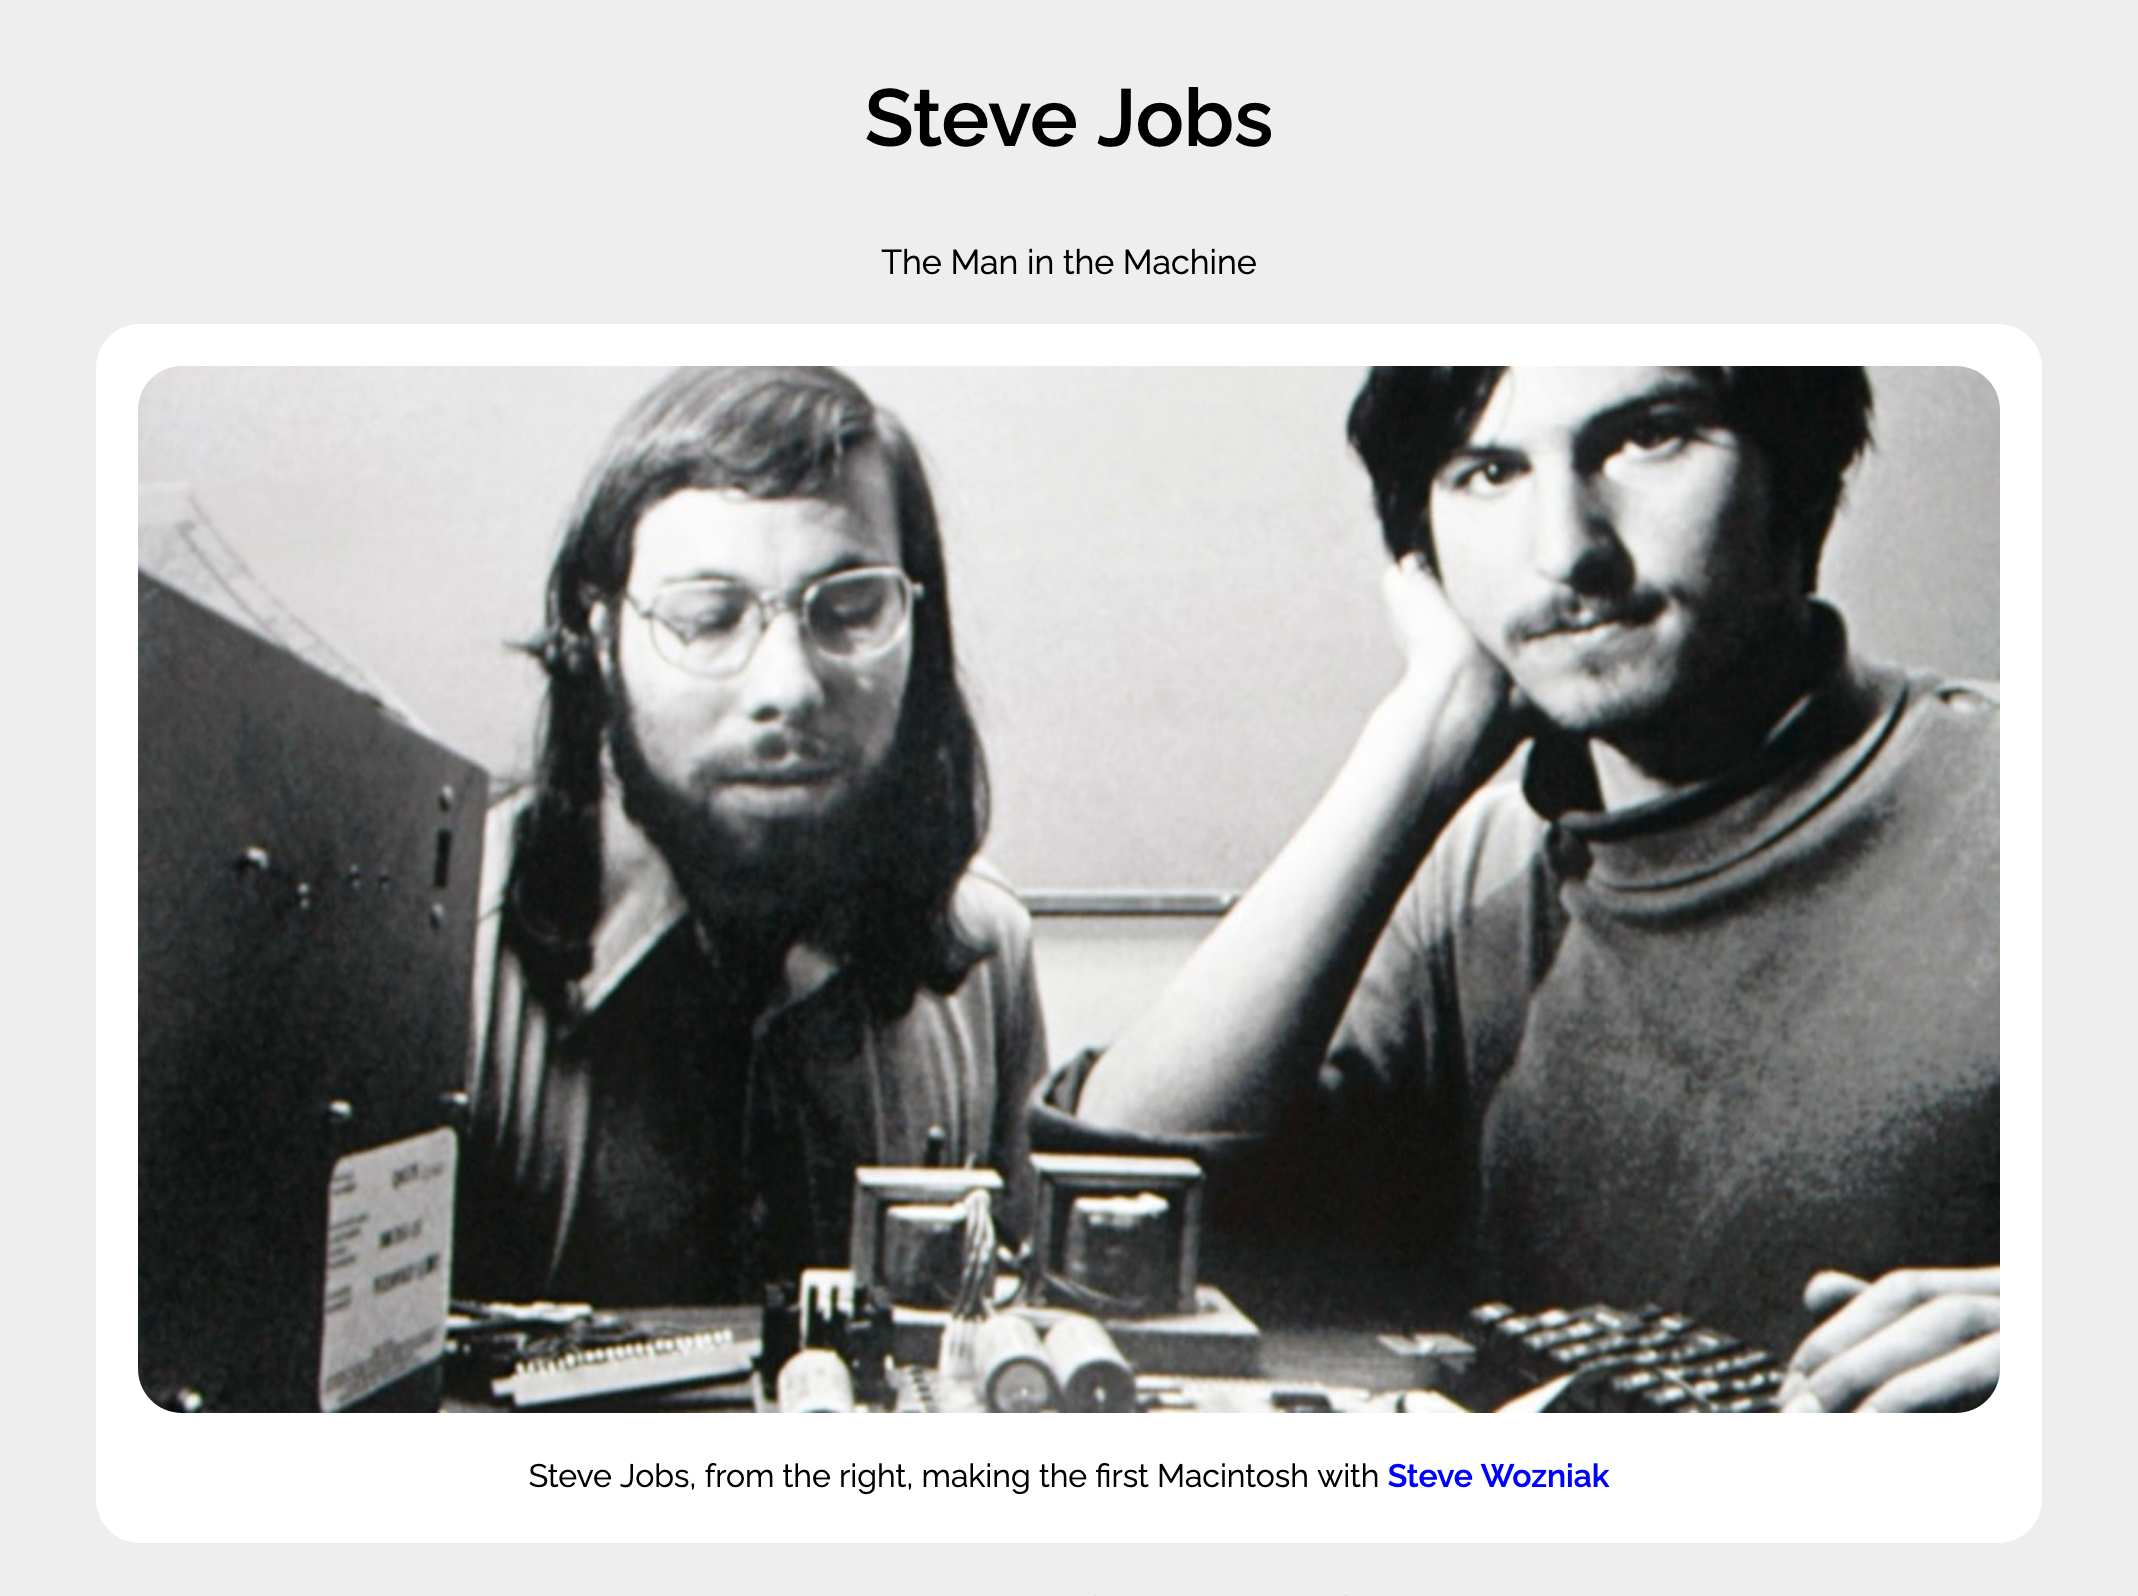 Steve Jobs
The Man in the Machine
Steve Jobs, from the right, making the first Macintosh with Steve Wozniak